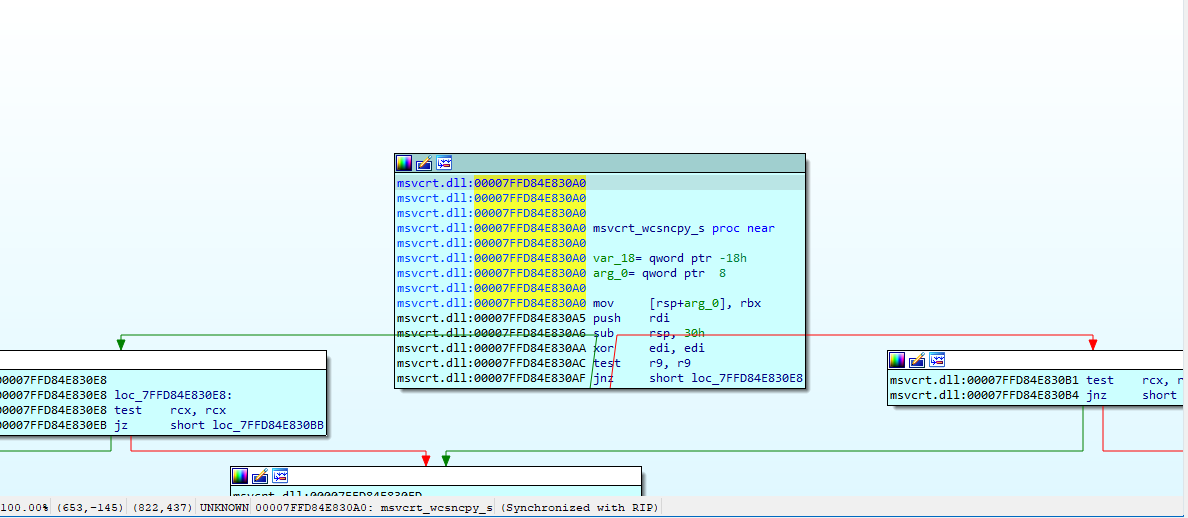 msvcrt.dll:00007FFD84E830A0
msvcrt.dll:00007FFD84E830A0
msvcrt.dll:00007FFD84E830A0
msvcrt.dll:00007FFD84E830A0 msvcrt_wcsncpy_s proc near
msvcrt.dll:00007FFD84E830A0
msvcrt.dll:00007FFD84E830A0 var_18= qword ptr -18h
msvcrt.dll:00007FFD84E830A0 arg_0= qword ptr  8
msvcrt.dll:00007FFD84E830A0
msvcrt.dll:00007FFD84E830A0 mov     [rsp+arg_0], rbx
msvcrt.dll:00007FFD84E830A5 push    rdi
msvcrt.dll:00007FFD84E830A6 sub     rsp, 30h
msvcrt.dll:00007FFD84E830AA xor     edi, edi
msvcrt.dll:00007FFD84E830AC test    r9, r9
msvcrt.dll:00007FFD84E830AF jnz     short loc_7FFD84E830E8
00007FFD84E830E8
00007FFD84E830E8 loc_7FFD84E830E8:
00007FFD84E830E8 test    rcx, rcx
00007FFD84E830EB jz      short loc_7FFD84E830BB
msvcrt.dll:00007FFD84E830B1 test    rcx, r
msvcrt.dll:00007FFD84E830B4 jnz     short
msvcrt.dll:00007FFD84E830ED
100.00% (653,-145) (822,437) UNKNOWN 00007FFD84E830A0: msvcrt_wcsncpy_s (Synchronized with RIP)